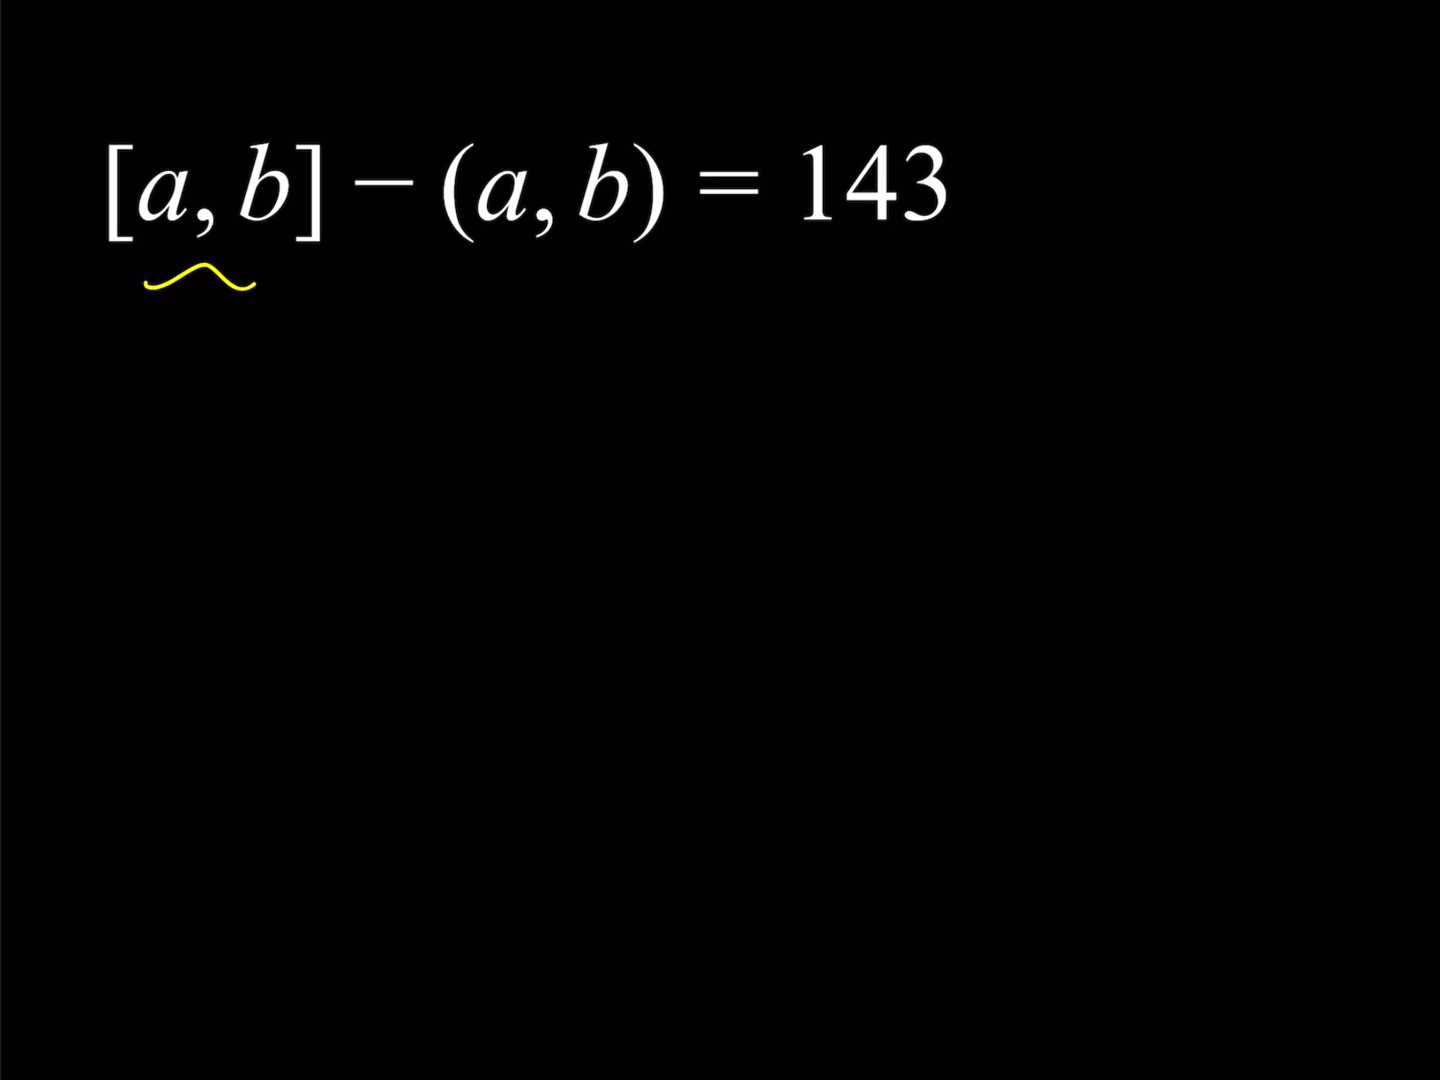 [a, b] − (a, b) = 143